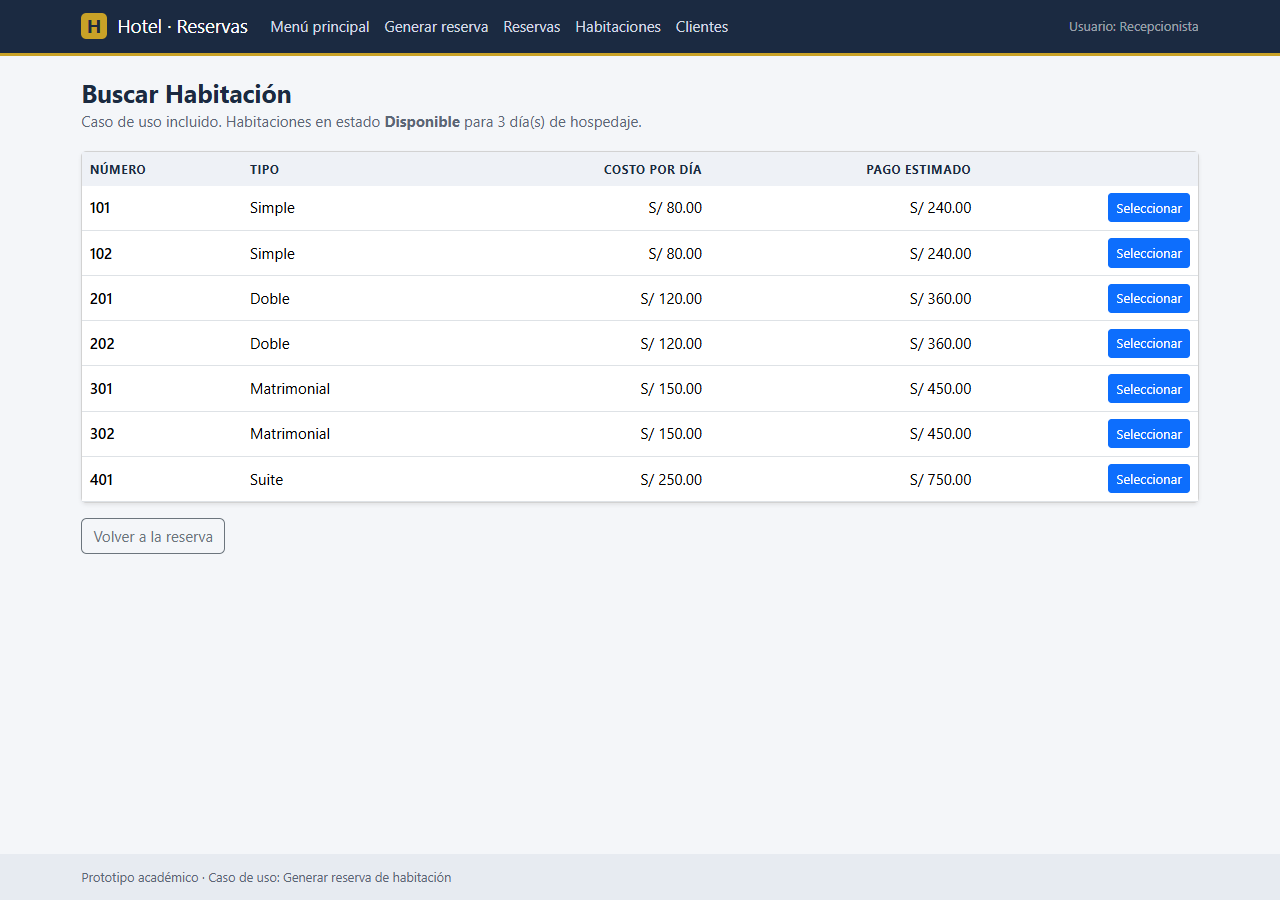 H Hotel · Reservas Menú principal Generar reserva Reservas Habitaciones Clientes Usuario: Recepcionista
Buscar Habitación
Caso de uso incluido. Habitaciones en estado Disponible para 3 día(s) de hospedaje.
NÚMERO TIPO COSTO POR DÍA PAGO ESTIMADO
101 Simple S/ 80.00 S/ 240.00 Seleccionar
102 Simple S/ 80.00 S/ 240.00 Seleccionar
201 Doble S/ 120.00 S/ 360.00 Seleccionar
202 Doble S/ 120.00 S/ 360.00 Seleccionar
301 Matrimonial S/ 150.00 S/ 450.00 Seleccionar
302 Matrimonial S/ 150.00 S/ 450.00 Seleccionar
401 Suite S/ 250.00 S/ 750.00 Seleccionar
Volver a la reserva
Prototipo académico · Caso de uso: Generar reserva de habitación